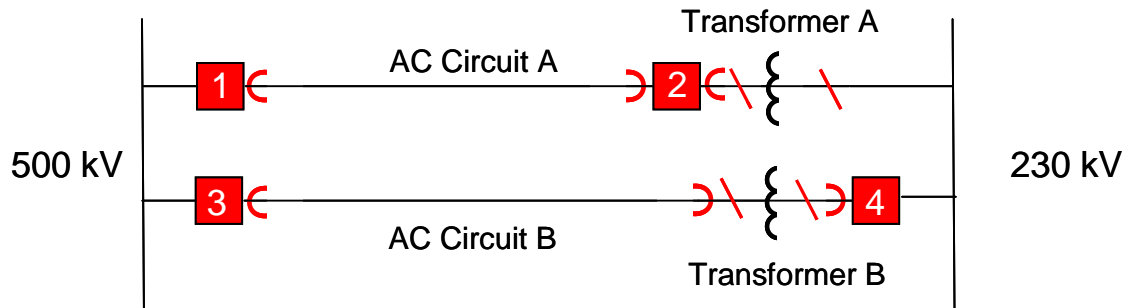 Transformer A
AC Circuit A
1
2
500 kV
230 kV
3
4
AC Circuit B
Transformer B